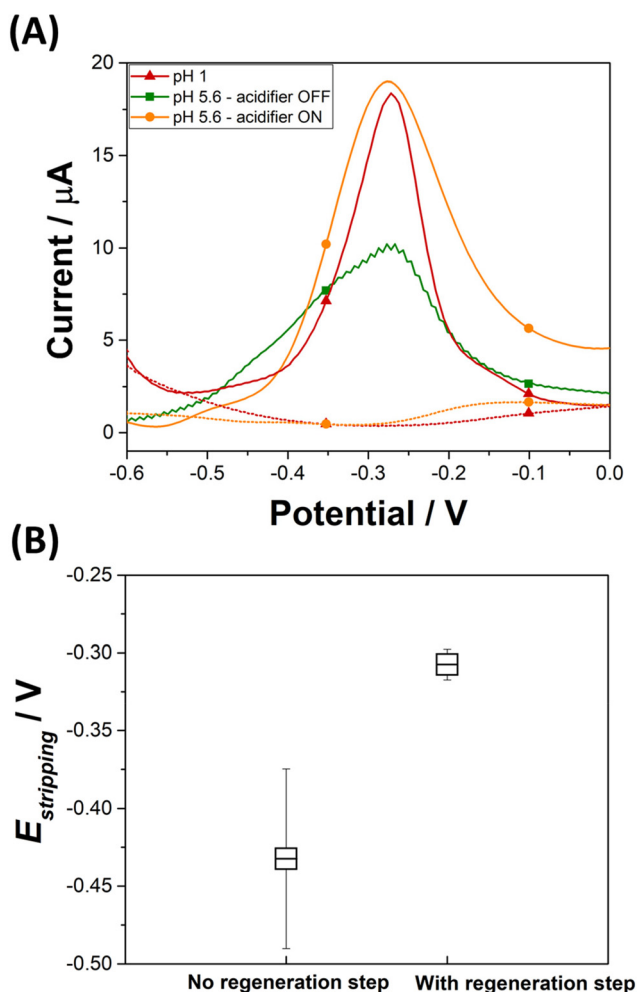 (A)
pH 1
pH 5.6 - acidifier OFF
pH 5.6 - acidifier ON
Current / μA
20
15
10
5
0
-0.6 -0.5 -0.4 -0.3 -0.2 -0.1 0.0
Potential / V
(B)
E stripping / V
-0.25
-0.30
-0.35
-0.40
-0.45
-0.50
No regeneration step With regeneration step